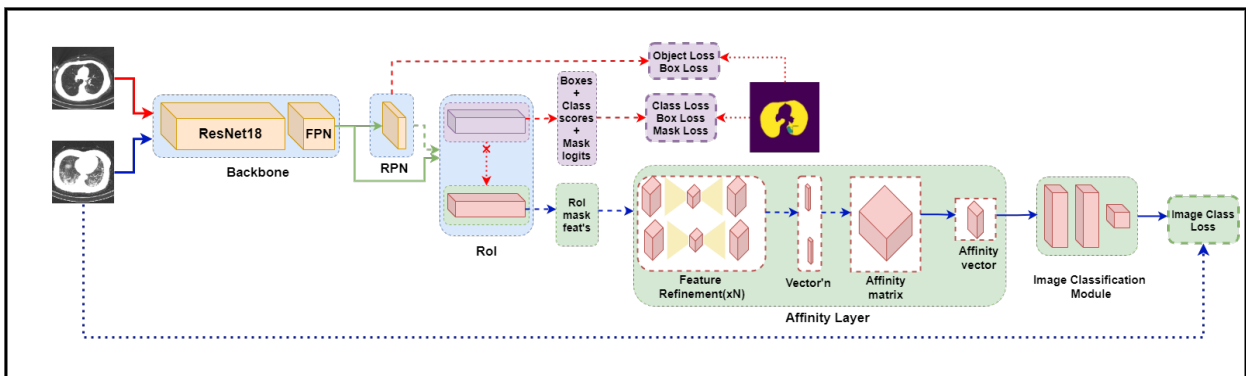 ResNet18
FPN
Backbone
RPN
RoI
Boxes
+
Class
scores
+
Mask
logits
Object Loss
Box Loss
Class Loss
Box Loss
Mask Loss
RoI
mask
feat's
Feature
Refinement(xN)
Vector'n
Affinity
matrix
Affinity
vector
Affinity Layer
Image Classification
Module
Image Class
Loss